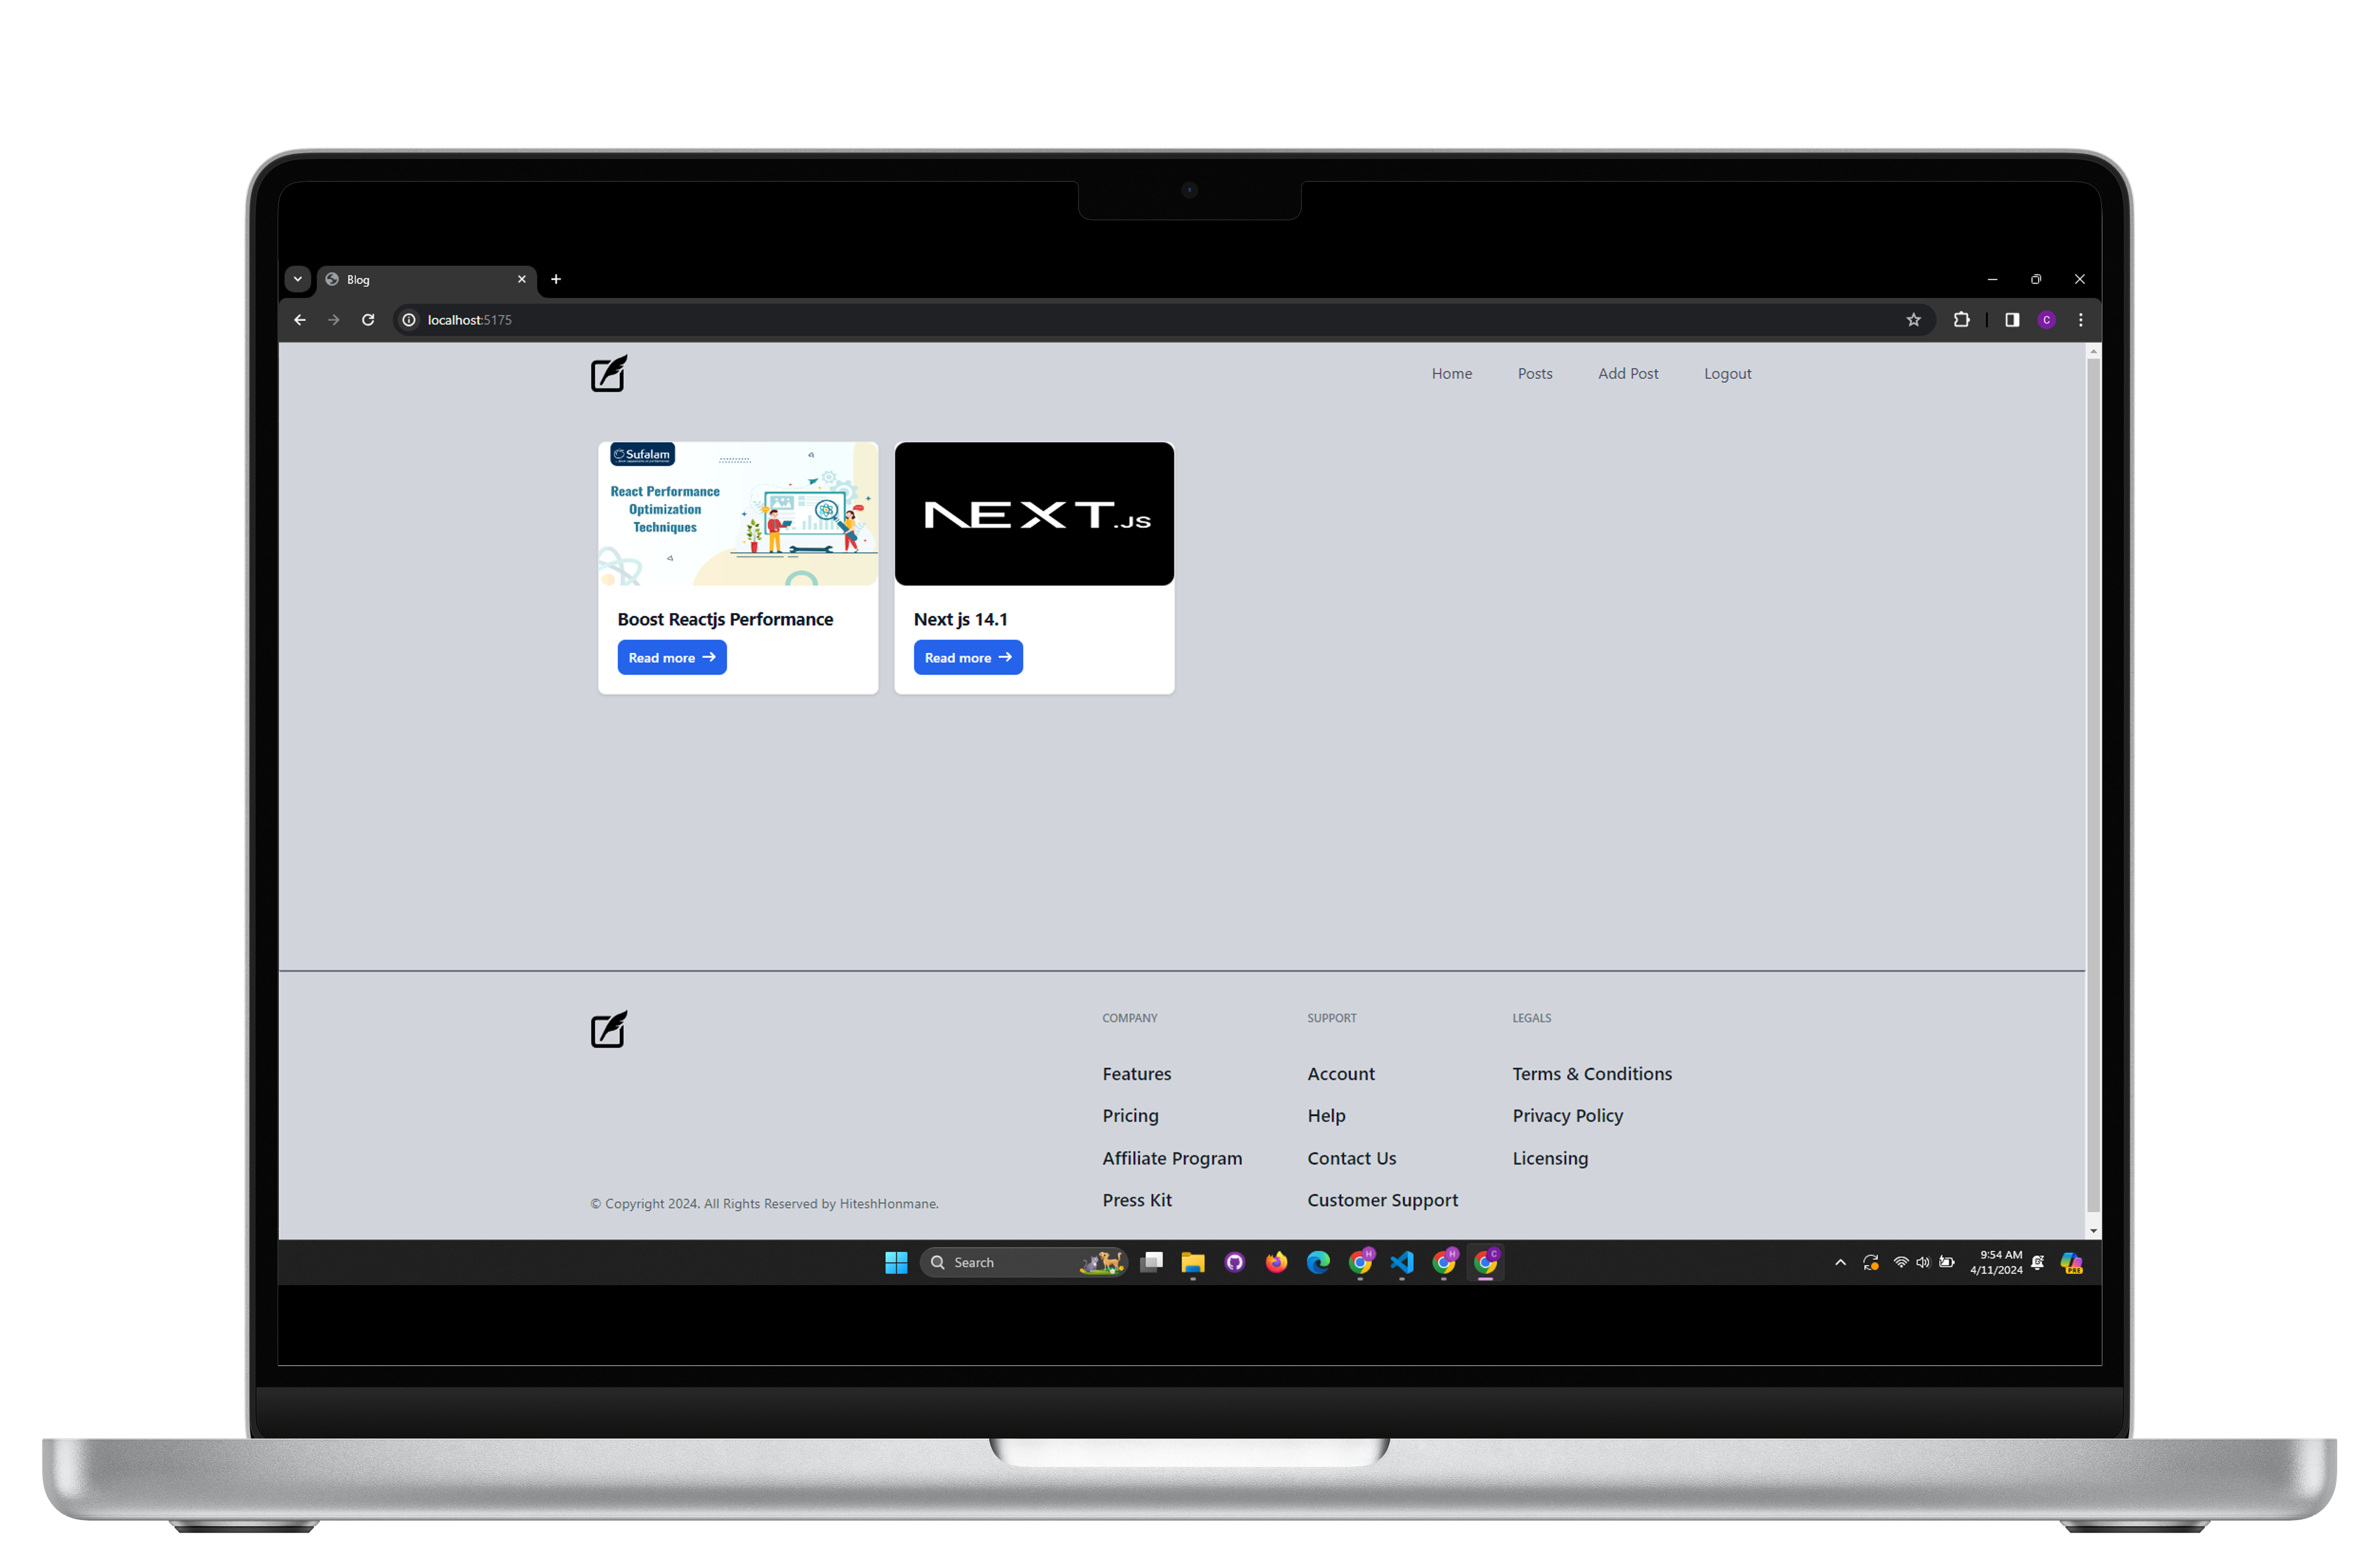 Blog
localhost:5175
Home Posts Add Post Logout
Sufalam
React Performance
Optimization
Techniques
NEXT.JS
Boost Reactjs Performance
Read more
Next js 14.1
Read more
COMPANY
Features
Pricing
Affiliate Program
Press Kit
SUPPORT
Account
Help
Contact Us
Customer Support
LEGALS
Terms & Conditions
Privacy Policy
Licensing
© Copyright 2024. All Rights Reserved by HiteshHonmane.
Search
H
H
C
C
9:54 AM
4/11/2024
PRE